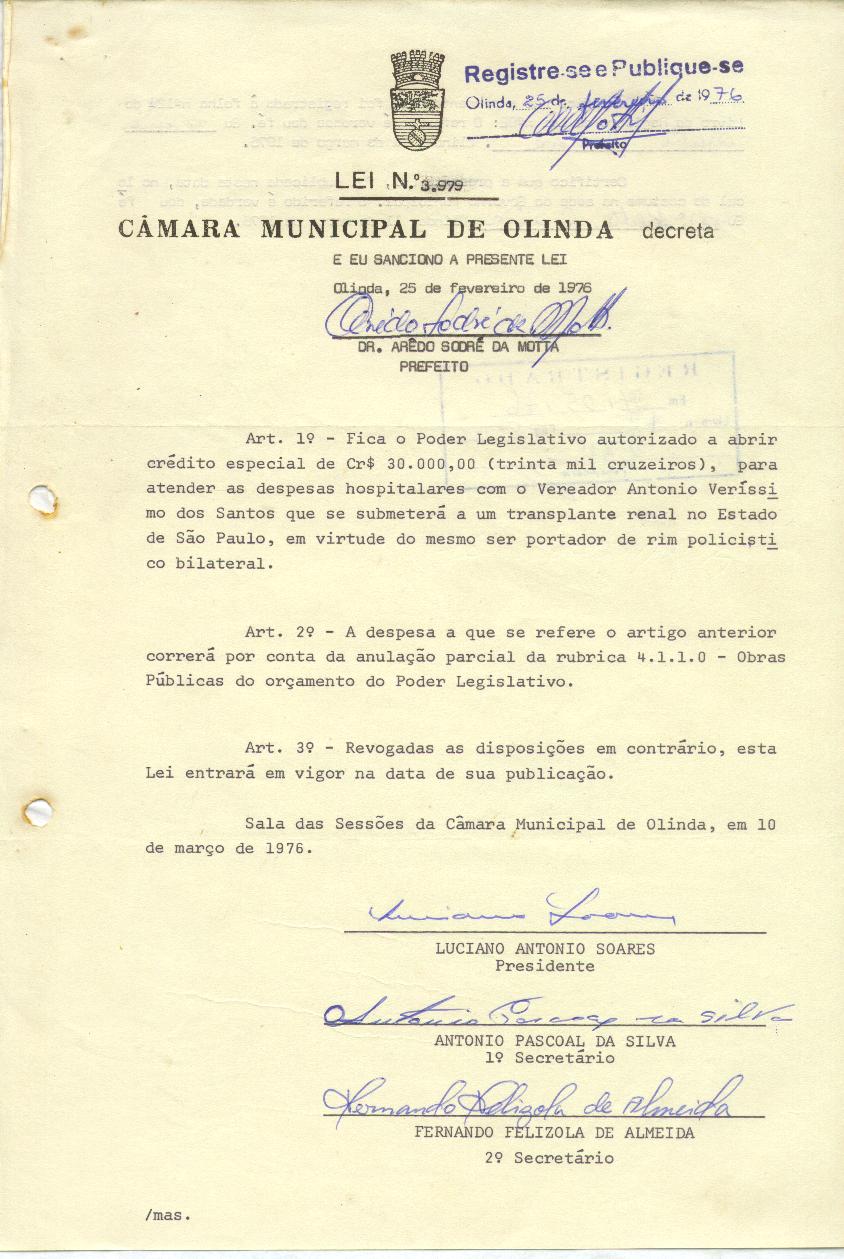 Registre-se e Publique-se
Olinda, 25 de fevereiro de 1976
Prefeito
LEI N.º 3.979
CÂMARA MUNICIPAL DE OLINDA decreta
E EU SANCIONO A PRESENTE LEI
Olinda, 25 de fevereiro de 1976
Arêdo Sodré da Motta
DR. ARÊDO SODRÉ DA MOTTA
PREFEITO
Art. 1º - Fica o Poder Legislativo autorizado a abrir
crédito especial de Cr$ 30.000,00 (trinta mil cruzeiros), para
atender as despesas hospitalares com o Vereador Antonio Veríssi
mo dos Santos que se submeterá a um transplante renal no Estado
de São Paulo, em virtude do mesmo ser portador de rim policisti
co bilateral.
Art. 2º - A despesa a que se refere o artigo anterior
correrá por conta da anulação parcial da rubrica 4.1.1.0 - Obras
Públicas do orçamento do Poder Legislativo.
Art. 3º - Revogadas as disposições em contrário, esta
Lei entrará em vigor na data de sua publicação.
Sala das Sessões da Câmara Municipal de Olinda, em 10
de março de 1976.
Luciano Soares
LUCIANO ANTONIO SOARES
Presidente
Antonio Pascoal da Silva
ANTONIO PASCOAL DA SILVA
1º Secretário
Fernando Felizola de Almeida
FERNANDO FELIZOLA DE ALMEIDA
2º Secretário
/mas.